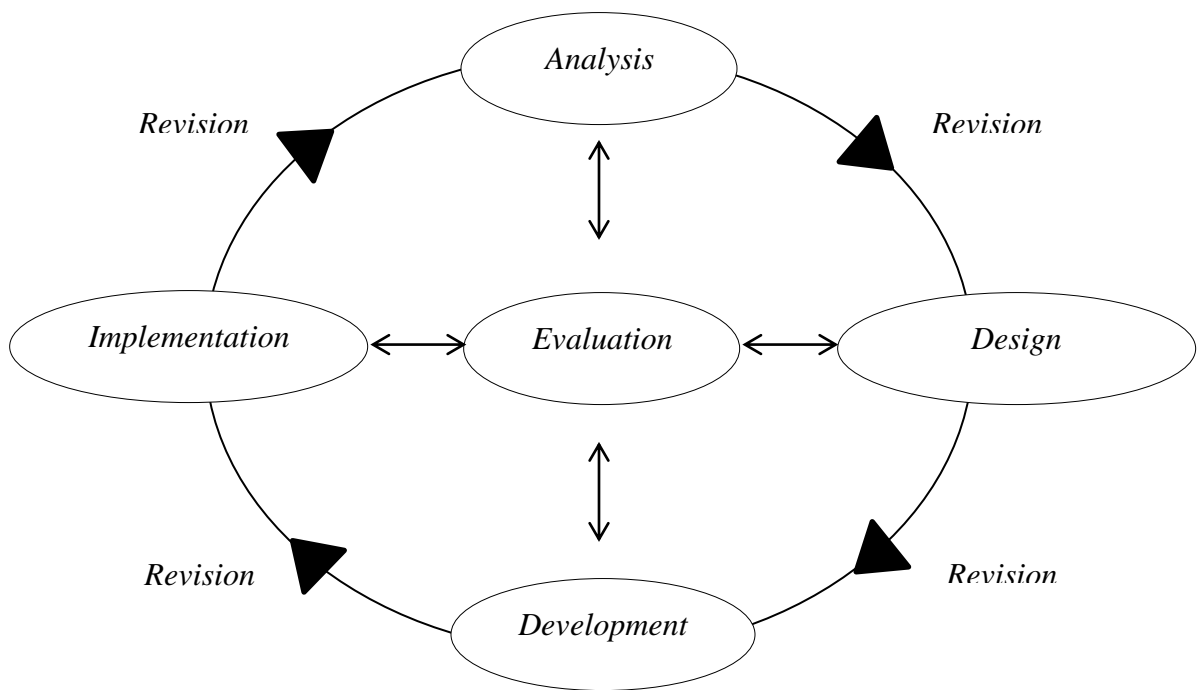 Analysis
Revision
Revision
Implementation
Evaluation
Design
Revision
Revision
Development